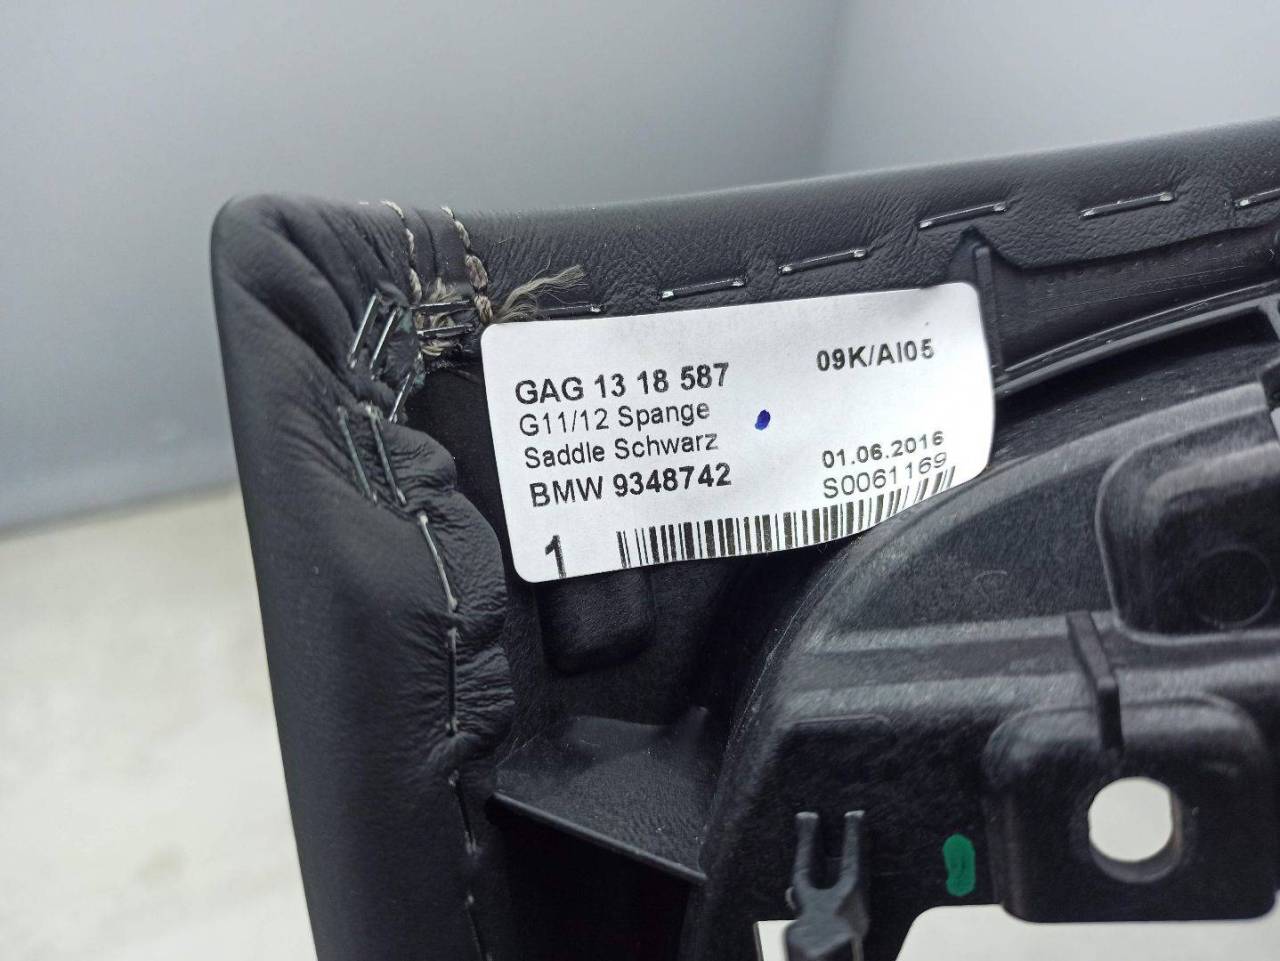 GAG 13 18 587
09K/AI05
G11/12 Spange
Saddle Schwarz
01.06.2016
BMW 9348742
S0061169
1